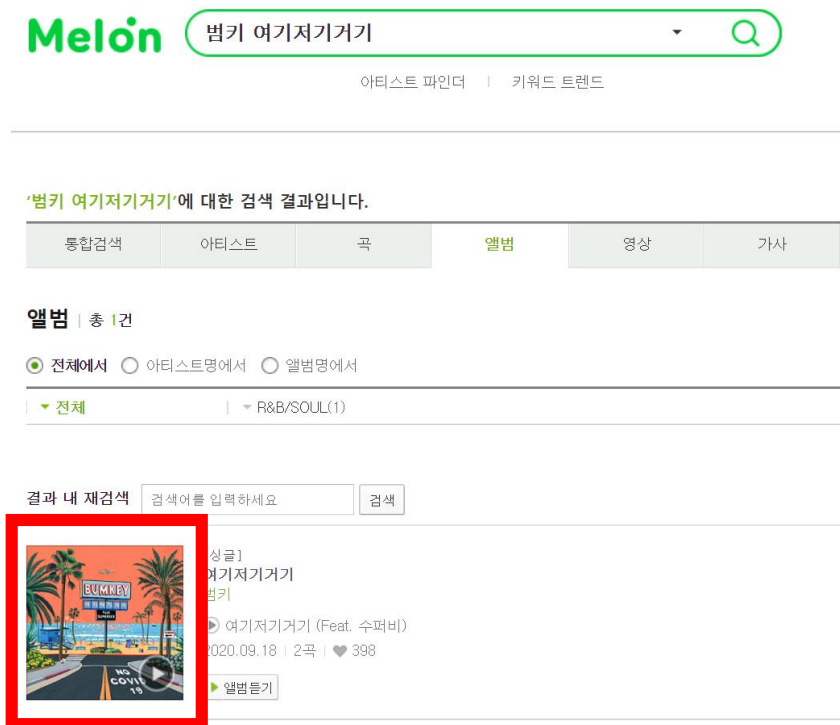 Melon
범키 여기저기거기
아티스트 파인더 | 키워드 트렌드
'범키 여기저기거기'에 대한 검색 결과입니다.
통합검색 아티스트 곡 앨범 영상 가사
앨범 | 총 1건
전체에서 아티스트명에서 앨범명에서
전체 | R&B/SOUL(1)
결과 내 재검색 검색어를 입력하세요 검색
싱글]
여기저기거기
범키
여기저기거기 (Feat. 수퍼비)
2020.09.18 | 2곡 | 398
앨범듣기
BUMKEY
NO
COVID
19